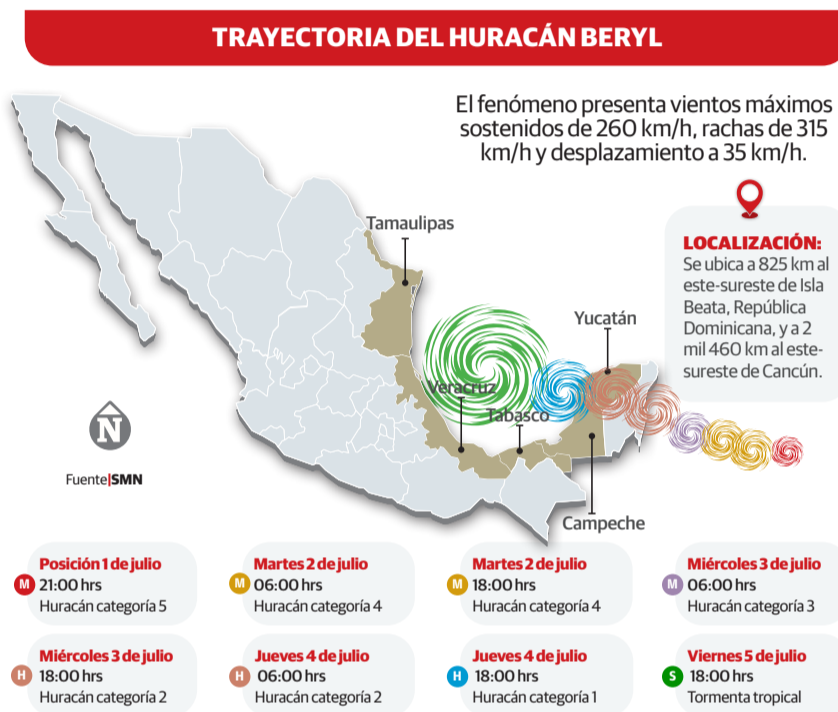 TRAYECTORIA DEL HURACÁN BERYL
El fenómeno presenta vientos máximos
sostenidos de 260 km/h, rachas de 315
km/h y desplazamiento a 35 km/h.
LOCALIZACIÓN:
Se ubica a 825 km al
este-sureste de Isla
Beata, República
Dominicana, y a 2
mil 460 km al este-
sureste de Cancún.
Tamaulipas
Yucatán
Veracruz
Tabasco
Campeche
N
Fuente|SMN
Posición 1 de julio
M 21:00 hrs
Huracán categoría 5
Martes 2 de julio
M 06:00 hrs
Huracán categoría 4
Martes 2 de julio
M 18:00 hrs
Huracán categoría 4
Miércoles 3 de julio
M 06:00 hrs
Huracán categoría 3
Miércoles 3 de julio
H 18:00 hrs
Huracán categoría 2
Jueves 4 de julio
H 06:00 hrs
Huracán categoría 2
Jueves 4 de julio
H 18:00 hrs
Huracán categoría 1
Viernes 5 de julio
S 18:00 hrs
Tormenta tropical